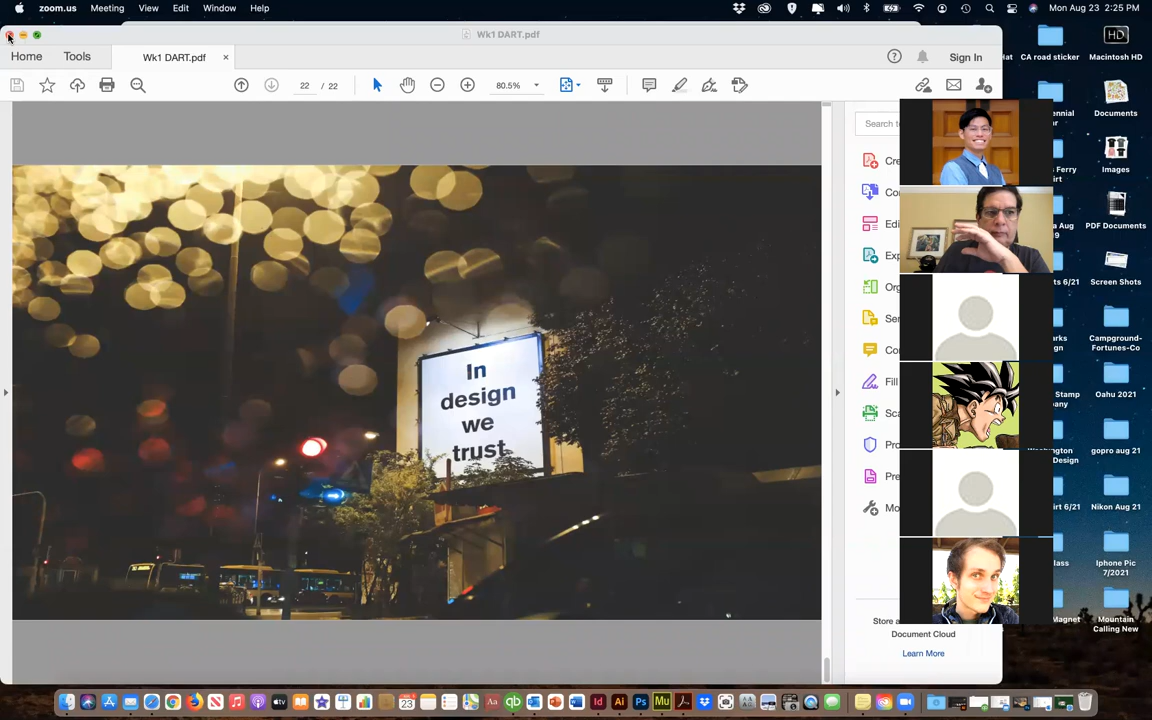 zoom.us Meeting View Edit Window Help Mon Aug 23 2:25 PM
Wk1 DART.pdf
Home Tools Wk1 DART.pdf × Sign In
22 / 22 80.5%
Search t
In
design
we
trust.
Cre
Co
Edi
Exp
Org
Sen
Co
Fill
Sca
Pro
Pre
Mo
Store a
Document Cloud
Learn More
CA road sticker
Macintosh HD
Documents
Images
PDF Documents
Screen Shots
Campground-
Fortunes-Co
Oahu 2021
gopro aug 21
Nikon Aug 21
Iphone Pic
7/2021
Mountain
Calling New